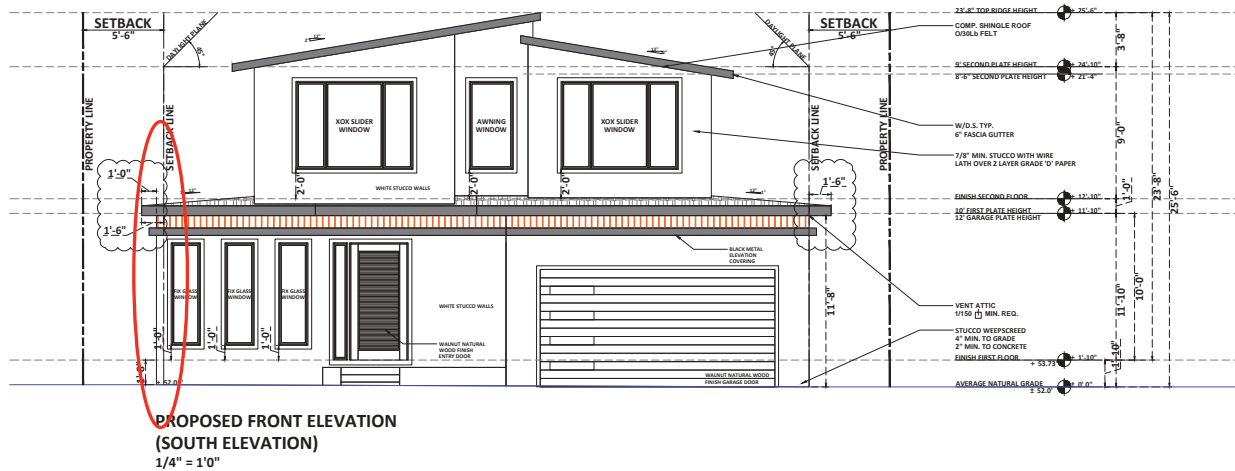 SETBACK
5'-6"
DAYLIGHT PLANE
45°
12"
PROPERTY LINE
SETBACK LINE
XOX SLIDER
WINDOW
AWNING
WINDOW
XOX SLIDER
WINDOW
2'-0"
2'-0"
2'-0"
WHITE STUCCO WALLS
SETBACK
5'-6"
DAYLIGHT PLANE
45°
12"
SETBACK LINE
PROPERTY LINE
1'-0"
1'-6"
1'-6"
FIX GLASS
WINDOW
FIX GLASS
WINDOW
FIX GLASS
WINDOW
1'-0"
1'-0"
1'-0"
± 52.0'
WHITE STUCCO WALLS
WALNUT NATURAL
WOOD FINISH
ENTRY DOOR
BLACK METAL
ELEVATION
COVERING
WALNUT NATURAL WOOD
FINISH GARAGE DOOR
11'-8"
23'-8" TOP RIDGE HEIGHT + 25'-6"
COMP. SHINGLE ROOF
O/30Lb FELT
9' SECOND PLATE HEIGHT + 24'-10"
8'-6" SECOND PLATE HEIGHT + 21'-4"
W/D.S. TYP.
6" FASCIA GUTTER
7/8" MIN. STUCCO WITH WIRE
LATH OVER 2 LAYER GRADE 'D' PAPER
FINISH SECOND FLOOR + 12'-10"
10' FIRST PLATE HEIGHT + 11'-10"
12' GARAGE PLATE HEIGHT
VENT ATTIC
1/150 MIN. REQ.
STUCCO WEEPSCREED
4" MIN. TO GRADE
2" MIN. TO CONCRETE
FINISH FIRST FLOOR + 1'-10"
+ 53.73'
AVERAGE NATURAL GRADE ± 0' 0"
± 52.0'
3'-8"
9'-0"
1'-0"
23'-8"
25'-6"
11'-10"
10'-0"
1'-10"
PROPOSED FRONT ELEVATION
(SOUTH ELEVATION)
1/4" = 1'0"